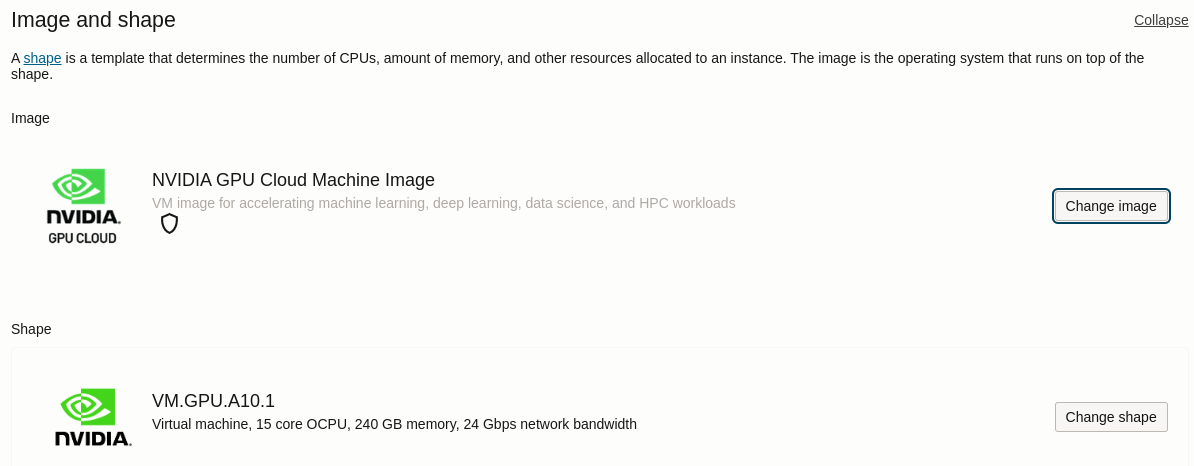 Image and shape
Collapse
A shape is a template that determines the number of CPUs, amount of memory, and other resources allocated to an instance. The image is the operating system that runs on top of the
shape.
Image
NVIDIA.
GPU CLOUD
NVIDIA GPU Cloud Machine Image
VM image for accelerating machine learning, deep learning, data science, and HPC workloads
Change image
Shape
NVIDIA.
VM.GPU.A10.1
Virtual machine, 15 core OCPU, 240 GB memory, 24 Gbps network bandwidth
Change shape